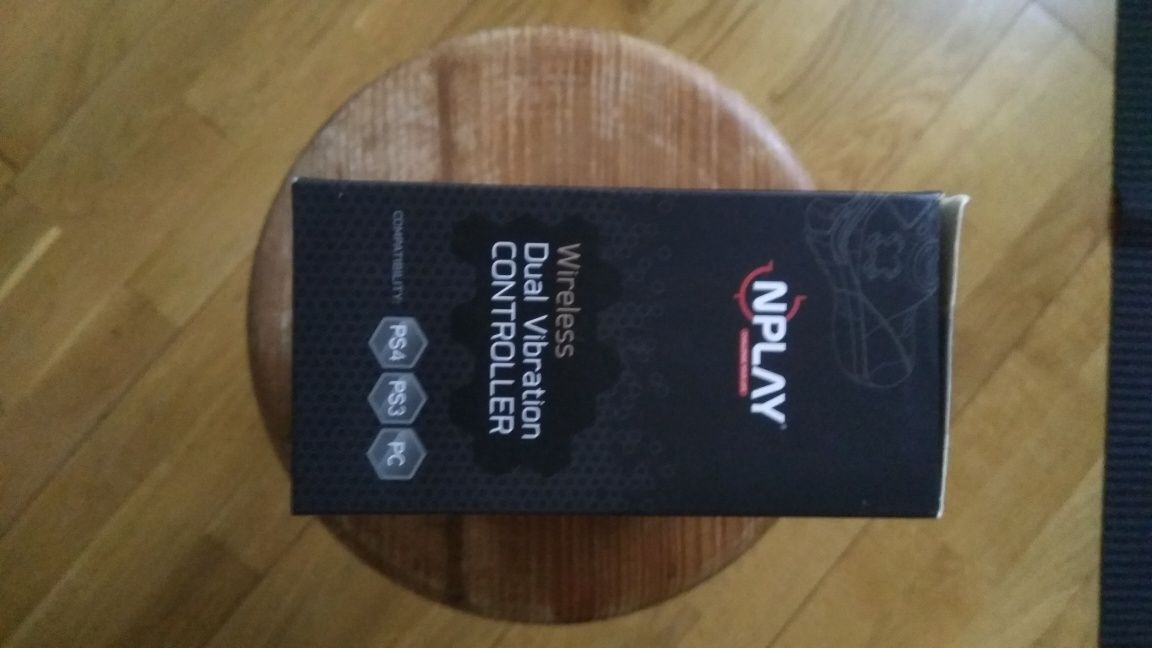 NPLAY
Wireless
Dual Vibration
CONTROLLER
COMPATIBILITY:
PS4 PS3 PC